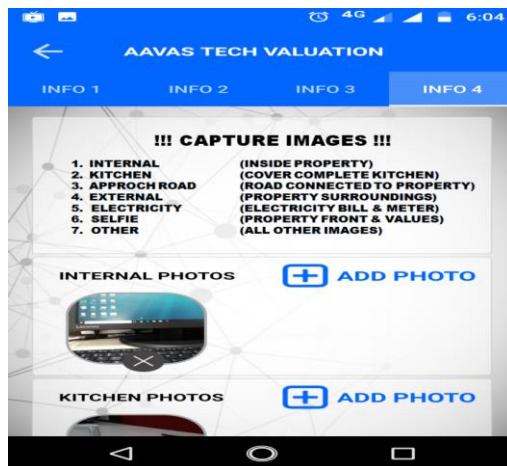 4G 6:04
AAVAS TECH VALUATION
INFO 1 INFO 2 INFO 3 INFO 4
!!! CAPTURE IMAGES !!!
1. INTERNAL (INSIDE PROPERTY)
2. KITCHEN (COVER COMPLETE KITCHEN)
3. APPROCH ROAD (ROAD CONNECTED TO PROPERTY)
4. EXTERNAL (PROPERTY SURROUNDINGS)
5. ELECTRICITY (ELECTRICITY BILL & METER)
6. SELFIE (PROPERTY FRONT & VALUES)
7. OTHER (ALL OTHER IMAGES)
INTERNAL PHOTOS ADD PHOTO
Lenovo
KITCHEN PHOTOS ADD PHOTO